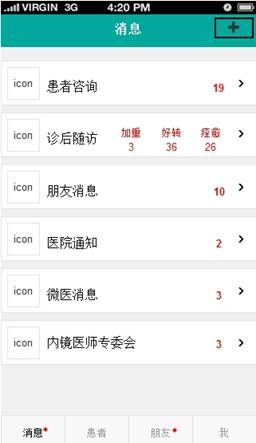 VIRGIN 3G 4:20 PM
消息
icon 患者咨询 19
icon 诊后随访 加重 3 好转 36 痊愈 26
icon 朋友消息 10
icon 医院通知 2
icon 微医消息 3
icon 内镜医师专委会 3
消息 患者 朋友 我